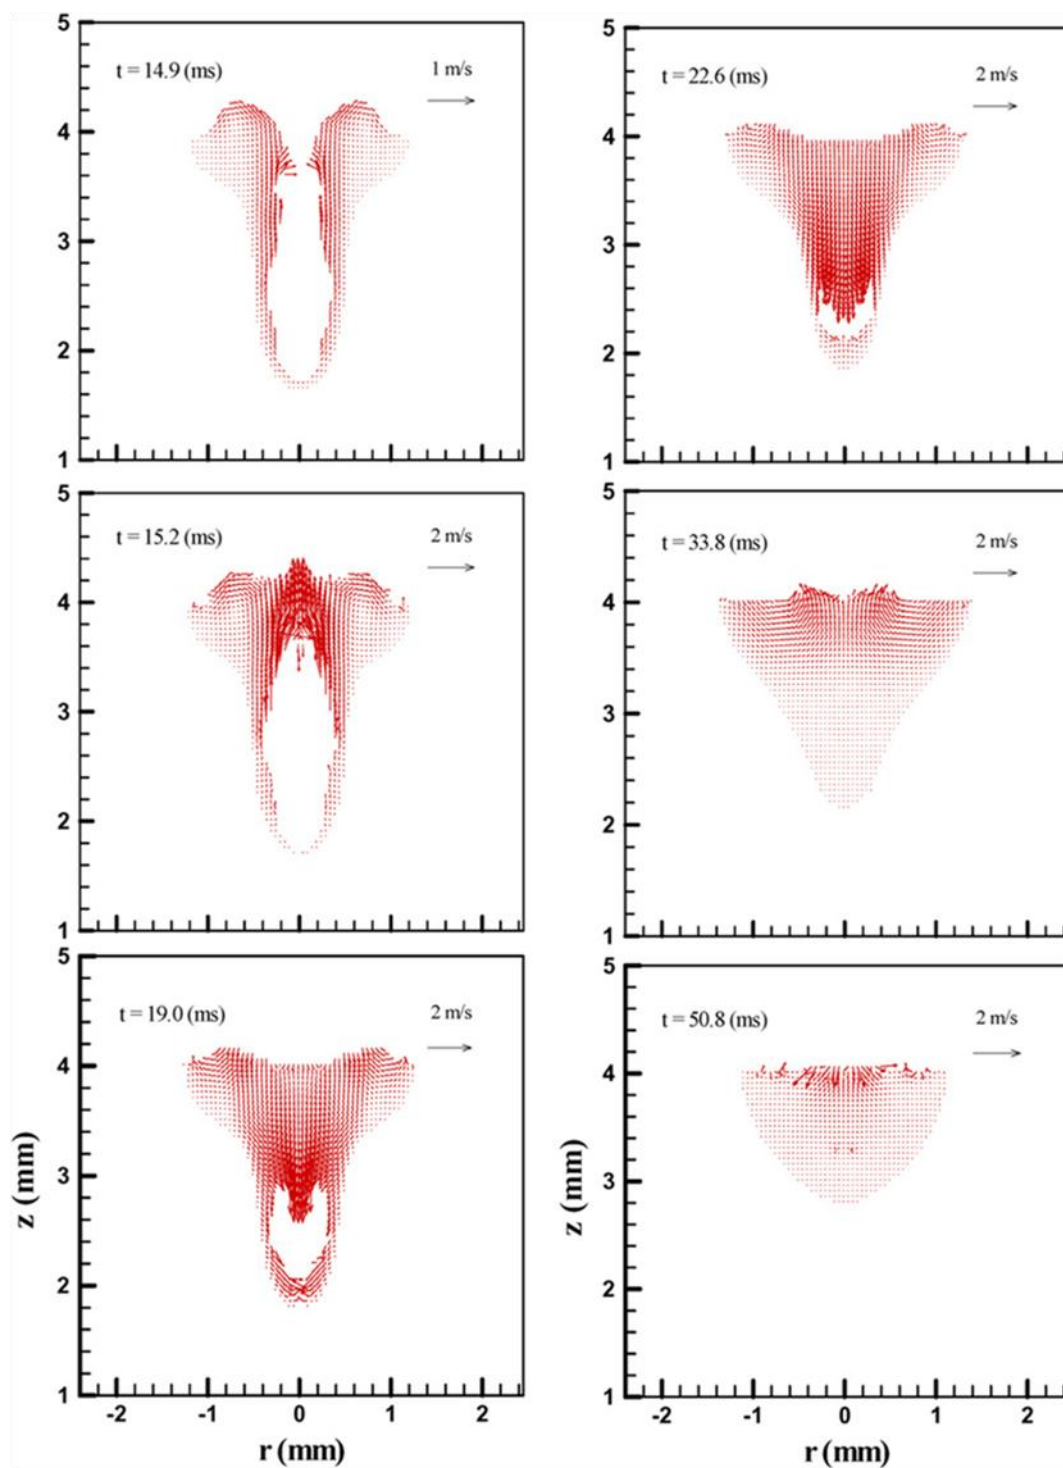 5
t = 14.9 (ms)
1 m/s
4
3
2
1
5
t = 15.2 (ms)
2 m/s
4
3
2
1
5
t = 19.0 (ms)
2 m/s
4
3
2
1
z (mm)
-2 -1 0 1 2
r (mm)
5
t = 22.6 (ms)
2 m/s
4
3
2
1
5
t = 33.8 (ms)
2 m/s
4
3
2
1
5
t = 50.8 (ms)
2 m/s
4
3
2
1
z (mm)
-2 -1 0 1 2
r (mm)